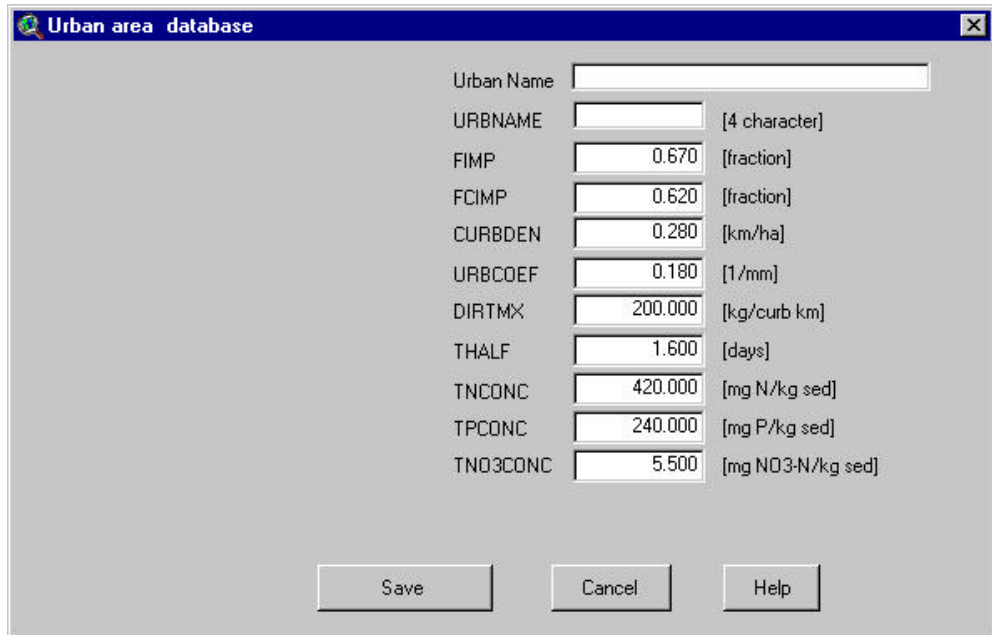 Urban area database
Urban Name
URBNAME [4 character]
FIMP 0.670 [fraction]
FCIMP 0.620 [fraction]
CURBDEN 0.280 [km/ha]
URBCOEF 0.180 [1/mm]
DIRTMX 200.000 [kg/curb km]
THALF 1.600 [days]
TNCONC 420.000 [mg N/kg sed]
TPCONC 240.000 [mg P/kg sed]
TNO3CONC 5.500 [mg NO3-N/kg sed]
Save Cancel Help